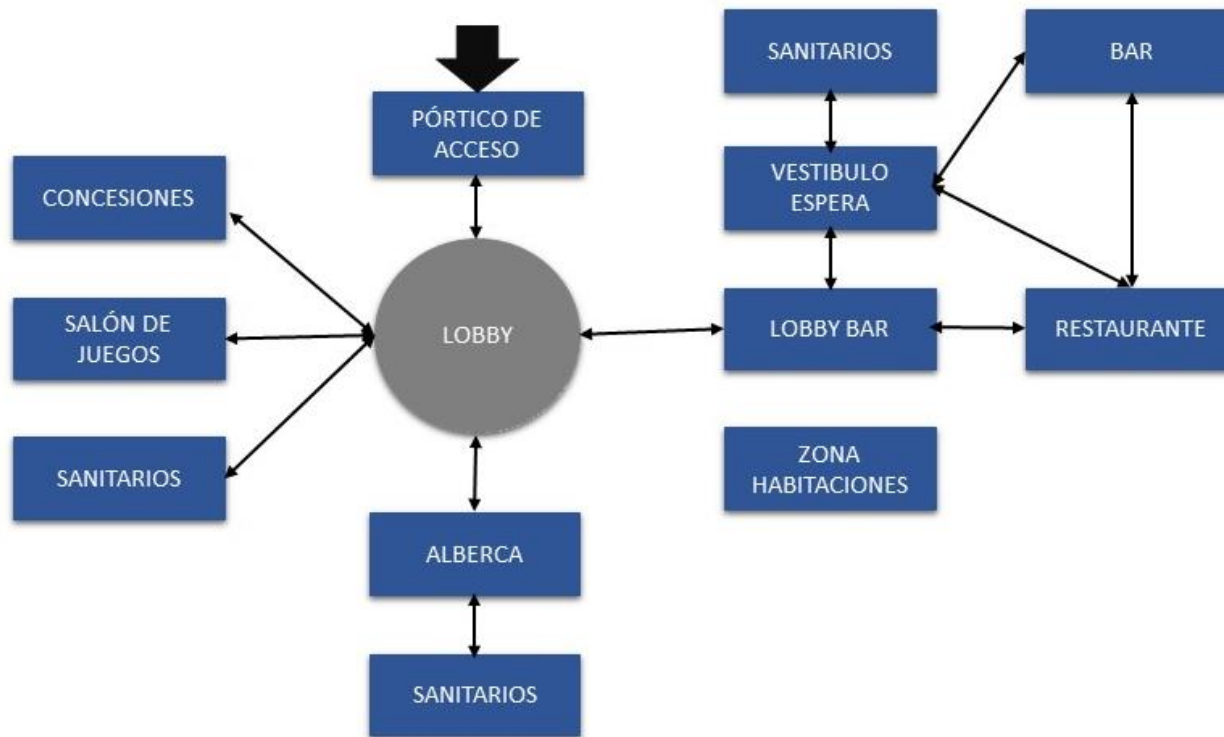 SANITARIOS
BAR
PÓRTICO DE
ACCESO
VESTIBULO
ESPERA
CONCESIONES
SALÓN DE
JUEGOS
LOBBY
LOBBY BAR
RESTAURANTE
SANITARIOS
ZONA
HABITACIONES
ALBERCA
SANITARIOS